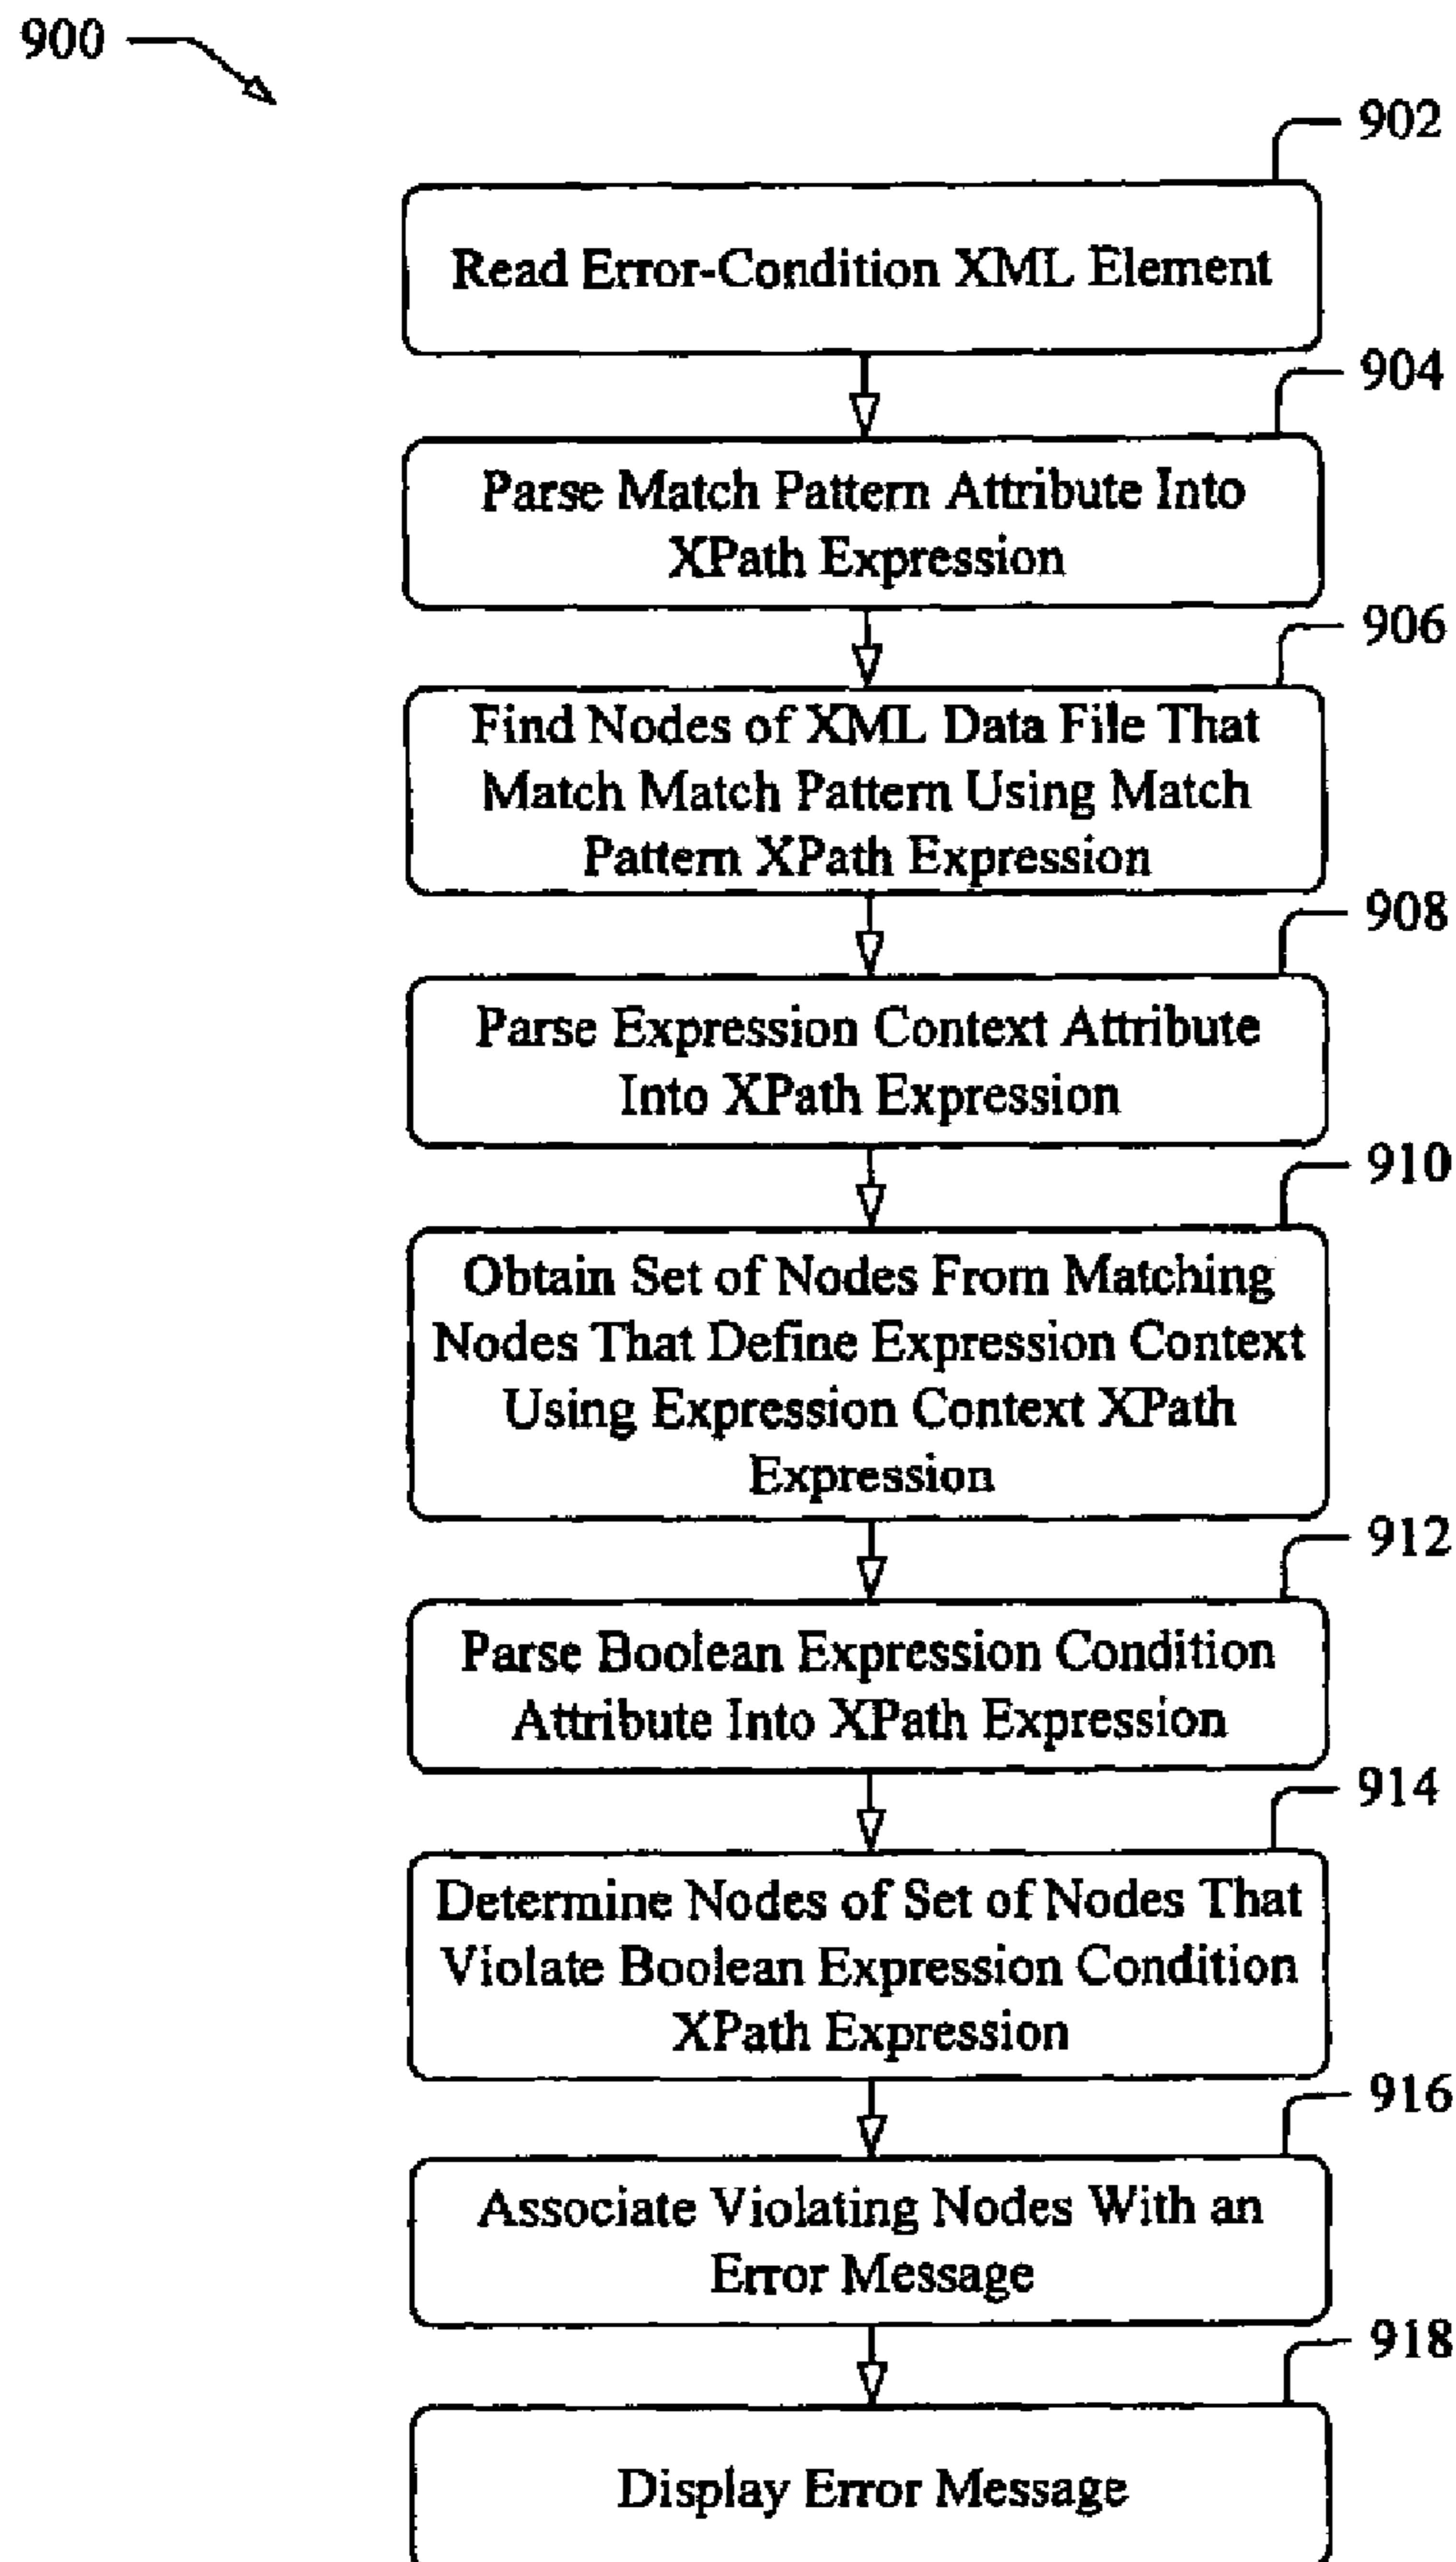 900
902
Read Error-Condition XML Element
904
Parse Match Pattern Attribute Into
XPath Expression
906
Find Nodes of XML Data File That
Match Match Pattern Using Match
Pattern XPath Expression
908
Parse Expression Context Attribute
Into XPath Expression
910
Obtain Set of Nodes From Matching
Nodes That Define Expression Context
Using Expression Context XPath
Expression
912
Parse Boolean Expression Condition
Attribute Into XPath Expression
914
Determine Nodes of Set of Nodes That
Violate Boolean Expression Condition
XPath Expression
916
Associate Violating Nodes With an
Error Message
918
Display Error Message